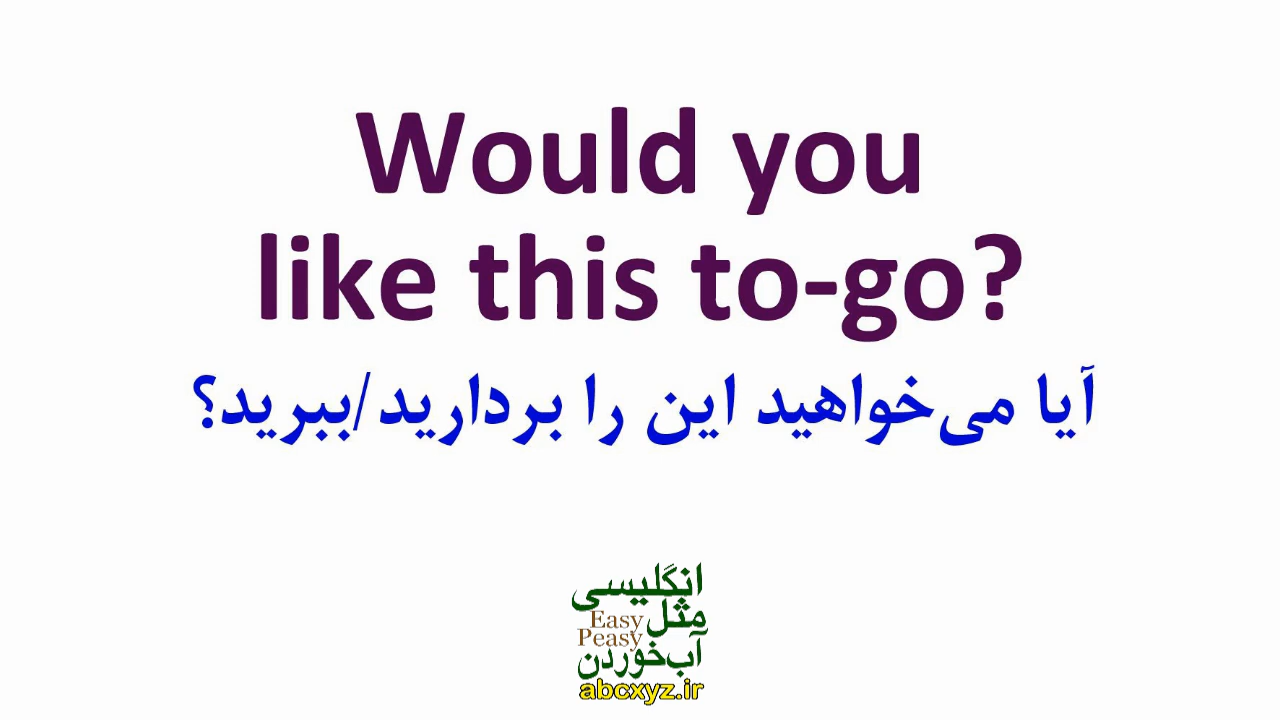 Would you
like this to-go?
آیا می‌خواهید این را بردارید/ببرید؟
انگلیسی
مثل
Easy
Peasy
آب‌خوردن
abcxyz.ir